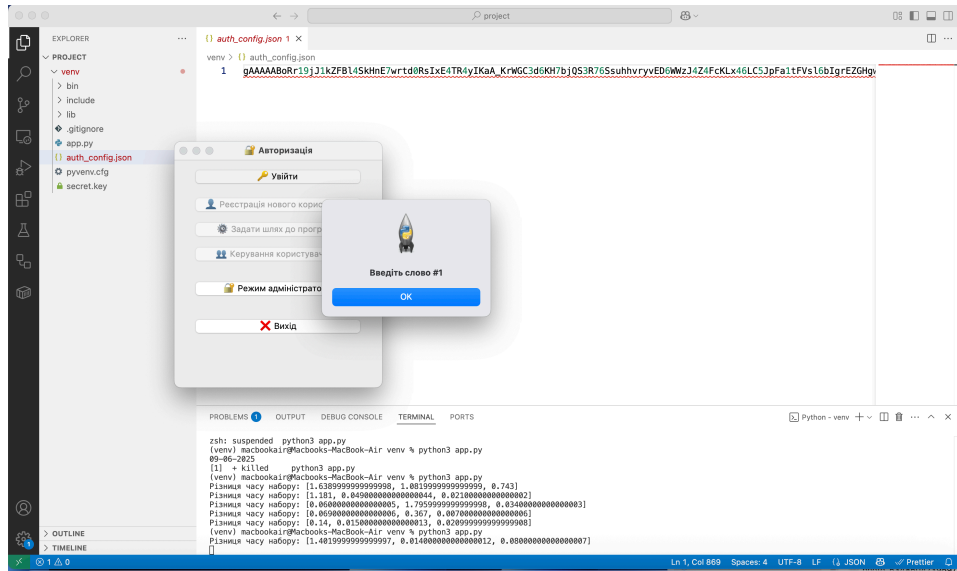 project
EXPLORER
PROJECT
venv
bin
include
lib
.gitignore
app.py
auth_config.json
pyvenv.cfg
secret.key
OUTLINE
TIMELINE
auth_config.json 1
venv > {} auth_config.json
1 gAAAAABoRr19jJ1kZFBl4SkHnE7wrtd0RsIxE4TR4yIKaA_KrWGC3d6KH7bjQS3R76SsuhhvryvED6WWzJ4Z4FcKLx46LC5JpFa1tFVsl6bIgrEZGHgw
Авторизація
Увійти
Реєстрація нового корис
Задати шлях до прогр
Керування користувач
Режим адміністрато
Вихід
Введіть слово #1
OK
PROBLEMS 1 OUTPUT DEBUG CONSOLE TERMINAL PORTS
Python - venv
zsh: suspended python3 app.py
(venv) macbookair@Macbooks-MacBook-Air venv % python3 app.py
09-06-2025
[1] + killed python3 app.py
(venv) macbookair@Macbooks-MacBook-Air venv % python3 app.py
Різниця часу набору: [1.6389999999999998, 1.0819999999999999, 0.743]
Різниця часу набору: [1.181, 0.04900000000000044, 0.02100000000000002]
Різниця часу набору: [0.06000000000000005, 1.7959999999999998, 0.03400000000000003]
Різниця часу набору: [0.06900000000000006, 0.367, 0.00700000000000006]
Різниця часу набору: [0.14, 0.015000000000000013, 0.020999999999999908]
(venv) macbookair@Macbooks-MacBook-Air venv % python3 app.py
Різниця часу набору: [1.4019999999999997, 0.01400000000000012, 0.08000000000000007]
1 0 Ln 1, Col 869 Spaces: 4 UTF-8 LF {} JSON Prettier